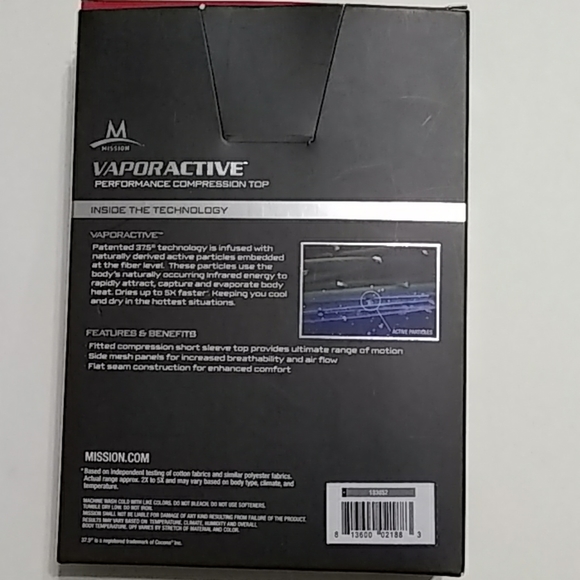 M
MISSION
VAPORACTIVE™
PERFORMANCE COMPRESSION TOP
INSIDE THE TECHNOLOGY
VAPORACTIVE™
Patented 37.5® technology is infused with
naturally derived active particles embedded
at the fiber level. These particles use the
body's naturally occurring infrared energy to
rapidly attract, capture and evaporate body
heat. Dries up to 5X faster*. Keeping you cool
and dry in the hottest situations.
ACTIVE PARTICLES
FEATURES & BENEFITS
Fitted compression short sleeve top provides ultimate range of motion
Side mesh panels for increased breathability and air flow
Flat seam construction for enhanced comfort
MISSION.COM
*Based on independent testing of cotton fabrics and similar polyester fabrics.
Actual range approx. 2X to 5X and may vary based on body type, climate, and
temperature.
MACHINE WASH COLD WITH LIKE COLORS. DO NOT BLEACH. DO NOT USE SOFTENERS.
TUMBLE DRY LOW. DO NOT IRON.
MISSION SHALL NOT BE LIABLE FOR DAMAGE OF ANY KIND RESULTING FROM FAILURE OF THE PRODUCT.
RESULTS MAY VARY BASED ON TEMPERATURE, CLIMATE, HUMIDITY AND OVERALL
BODY TEMPERATURE. UPF VARIES BY STRETCH OF MATERIAL AND COLOR.
37.5® is a registered trademark of Cocona® Inc.
8 13600 02188 3